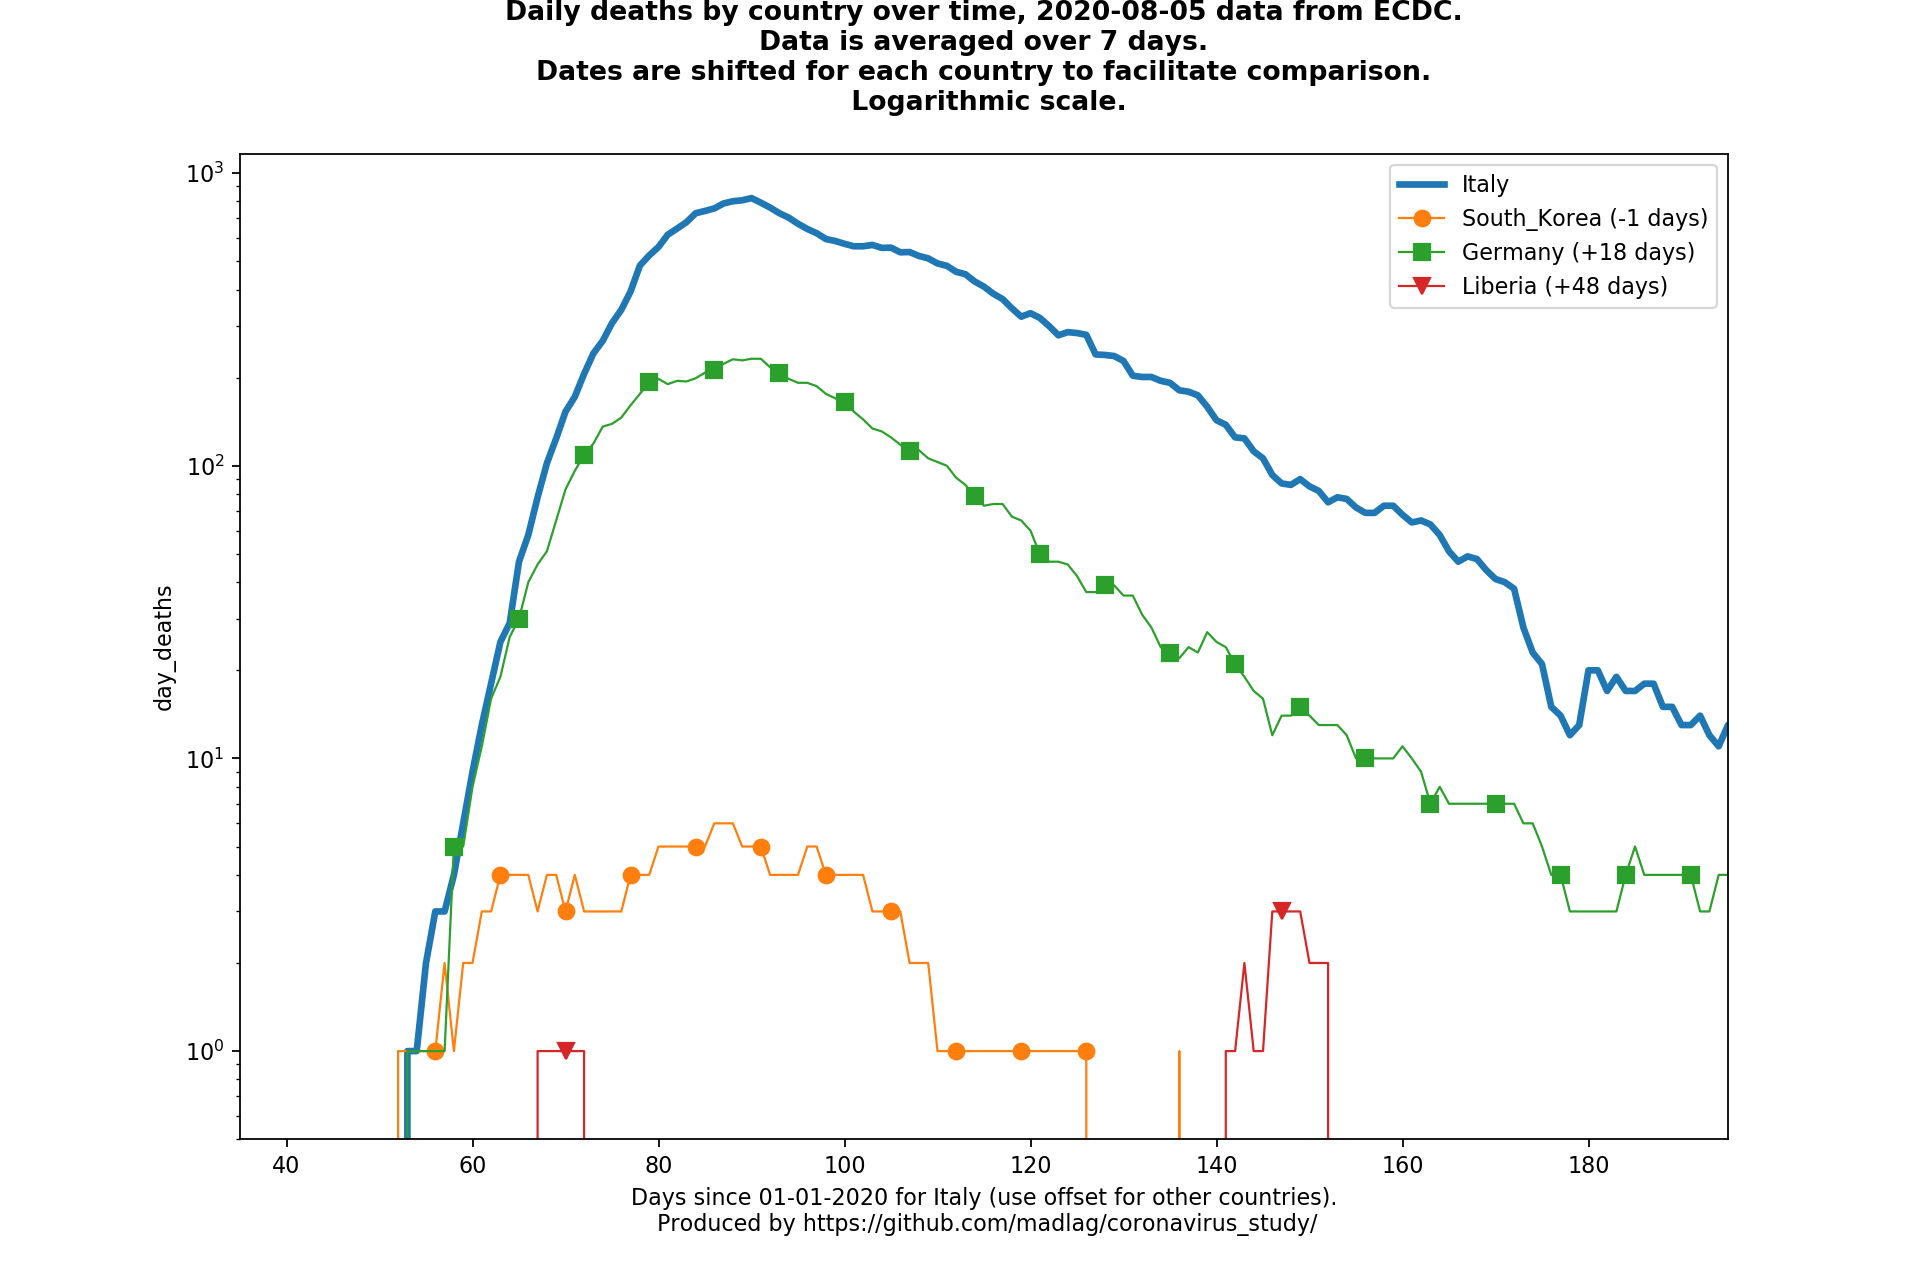 Daily deaths by country over time, 2020-08-05 data from ECDC.
Data is averaged over 7 days.
Dates are shifted for each country to facilitate comparison.
Logarithmic scale.
10³
10²
10¹
10⁰
day_deaths
Italy
South_Korea (-1 days)
Germany (+18 days)
Liberia (+48 days)
40 60 80 100 120 140 160 180
Days since 01-01-2020 for Italy (use offset for other countries).
Produced by https://github.com/madlag/coronavirus_study/